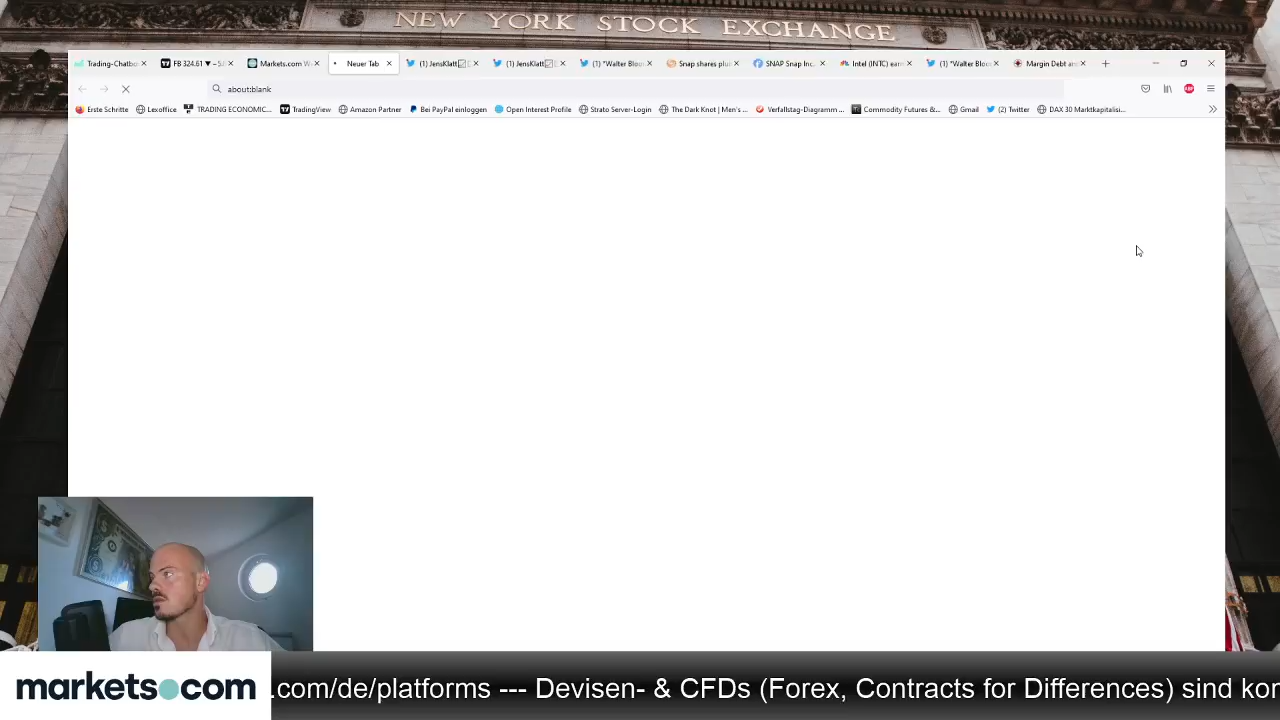 NEW YORK STOCK EXCHANGE
Trading-Chatbo FB 324.61 ▼ −5. Markets.com W Neuer Tab (1) JensKlatt (1) JensKlatt (1) "Walter Bloo Snap shares plu SNAP Snap Inc. Intel (INTC) earn (1) "Walter Bloo Margin Debt an
about:blank
Erste Schritte Lexoffice TRADING ECONOMIC... TradingView Amazon Partner Bei PayPal einloggen Open Interest Profile Strato Server-Login The Dark Knot | Men's ... Verfallstag-Diagramm ... Commodity Futures &... Gmail (2) Twitter DAX 30 Marktkapitalisi...
markets.com .com/de/platforms --- Devisen- & CFDs (Forex, Contracts for Differences) sind kor